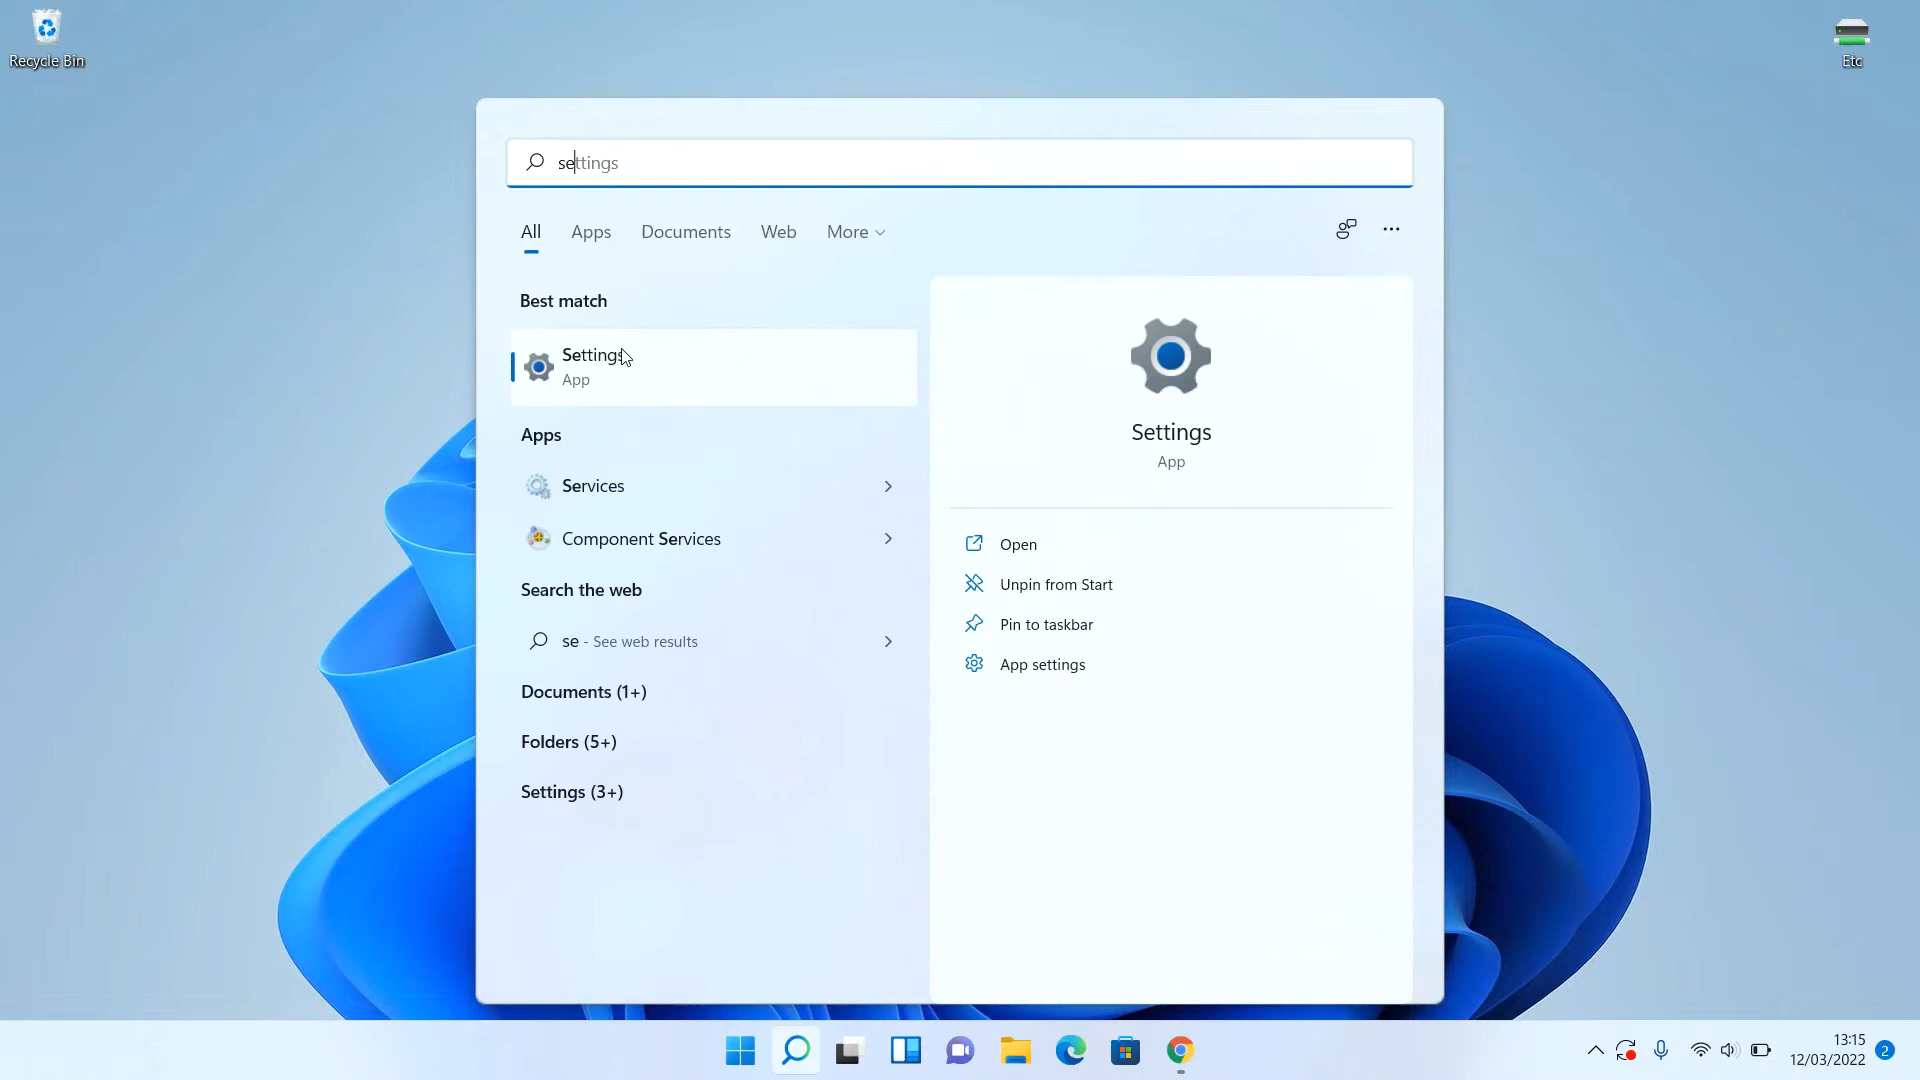 Recycle Bin
Etc
settings
All Apps Documents Web More
Best match
Settings
App
Apps
Services
Component Services
Search the web
se - See web results
Documents (1+)
Folders (5+)
Settings (3+)
Settings
App
Open
Unpin from Start
Pin to taskbar
App settings
13:15
12/03/2022
2